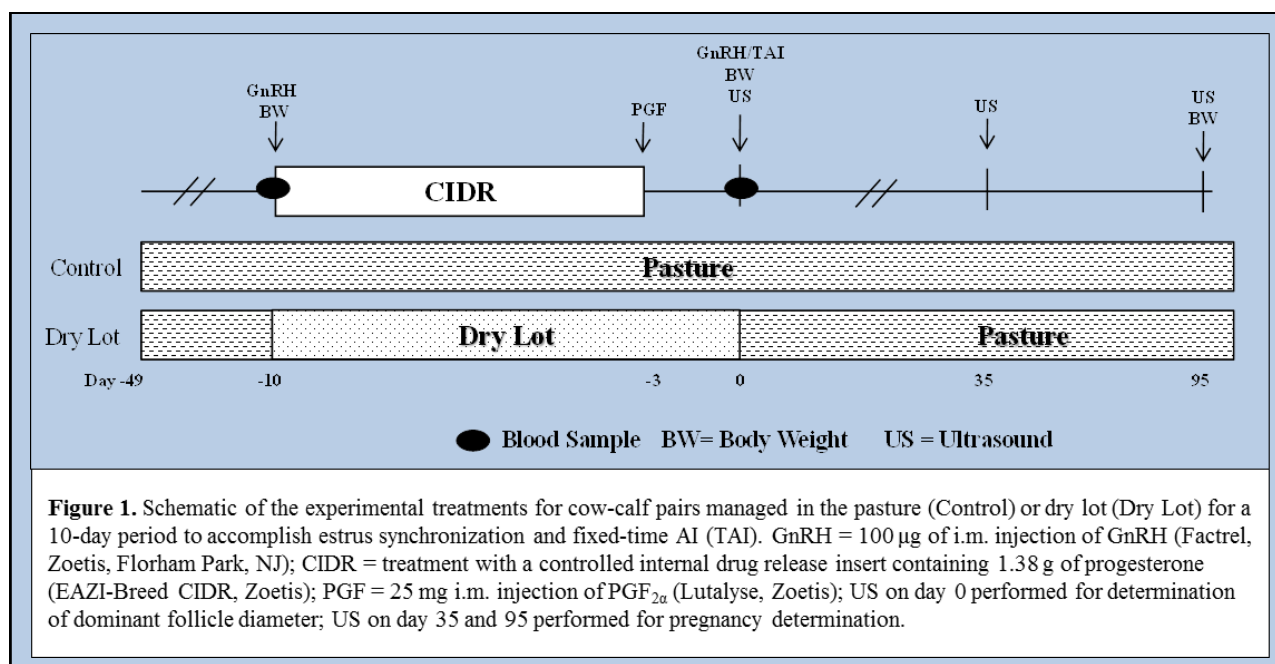 GnRH
BW
PGF
GnRH/TAI
BW
US
US
US
BW
CIDR
Control
Pasture
Dry Lot
Dry Lot
Pasture
Day -49
-10
-3
0
35
95
Blood Sample BW= Body Weight US = Ultrasound
Figure 1. Schematic of the experimental treatments for cow-calf pairs managed in the pasture (Control) or dry lot (Dry Lot) for a
10-day period to accomplish estrus synchronization and fixed-time AI (TAI). GnRH = 100 µg of i.m. injection of GnRH (Factrel,
Zoetis, Florham Park, NJ); CIDR = treatment with a controlled internal drug release insert containing 1.38 g of progesterone
(EAZI-Breed CIDR, Zoetis); PGF = 25 mg i.m. injection of PGF2α (Lutalyse, Zoetis); US on day 0 performed for determination
of dominant follicle diameter; US on day 35 and 95 performed for pregnancy determination.